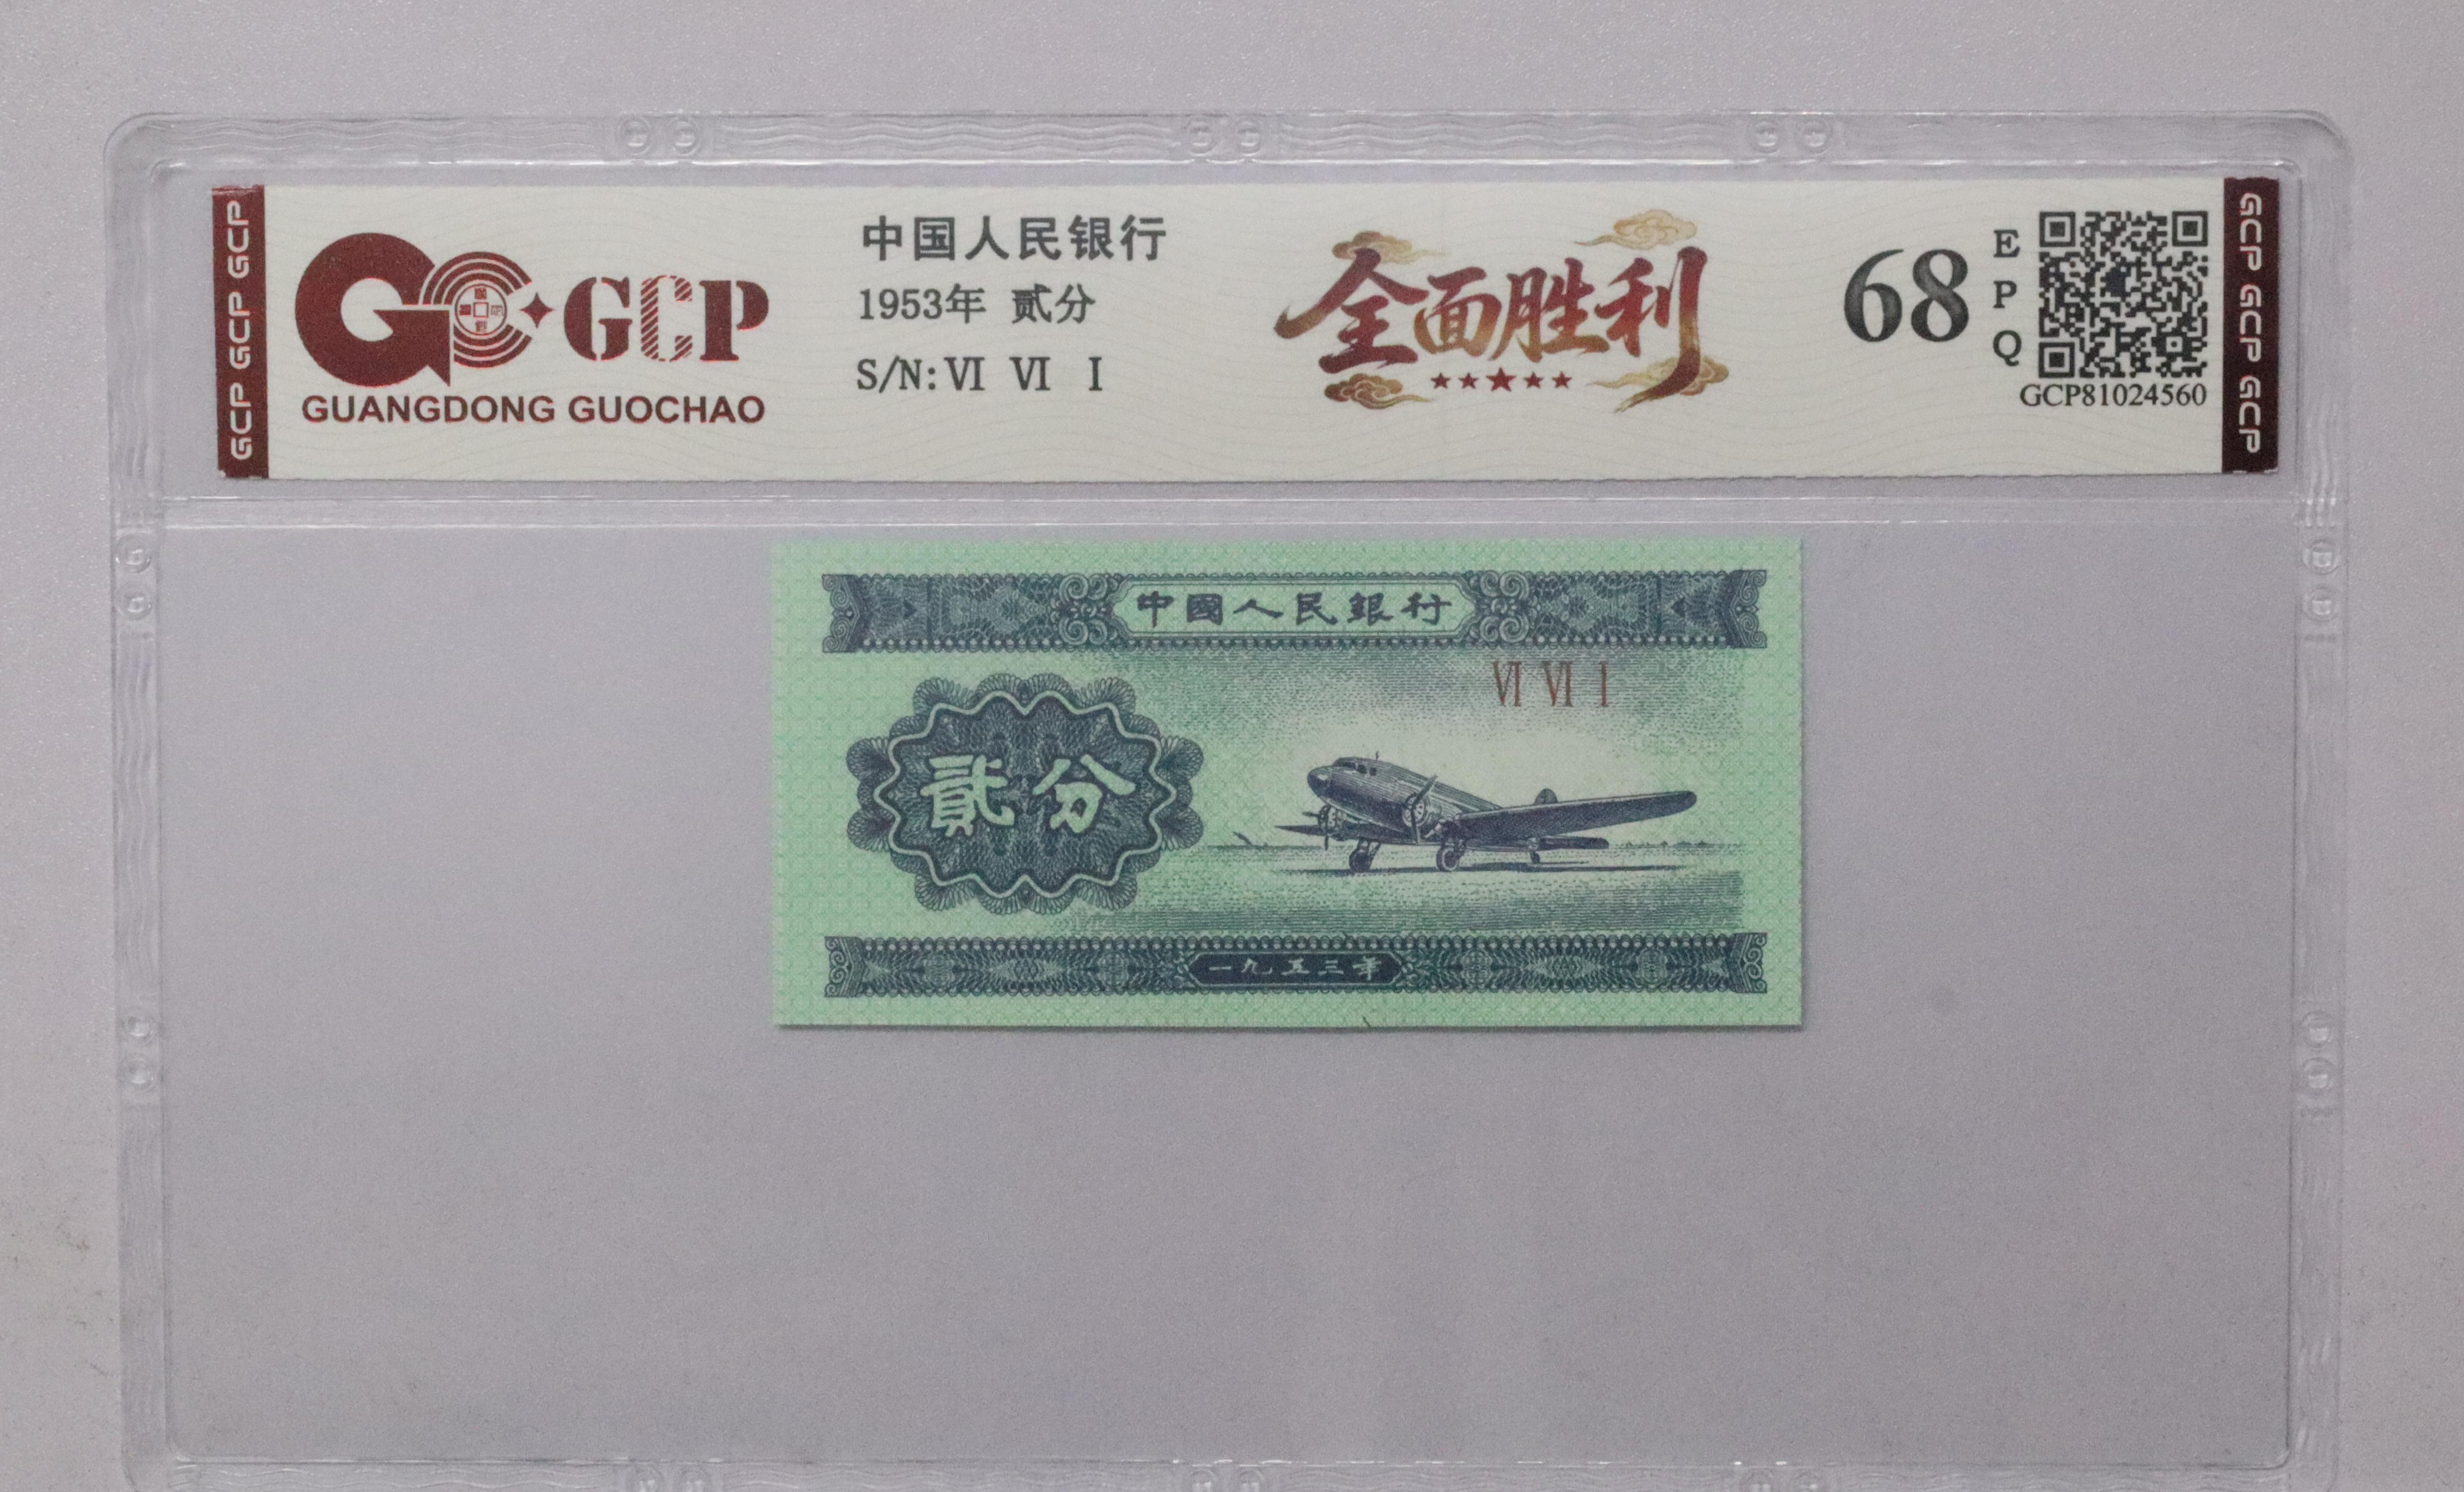 GCP GCP GCP
GCP
GUANGDONG GUOCHAO
中国人民银行
1953年 贰分
S/N: VI VI I
全面胜利
★★★★★
68
E
P
Q
GCP81024560
GCP GCP GCP
中國人民銀行
VI VI I
貳分
一九五三年